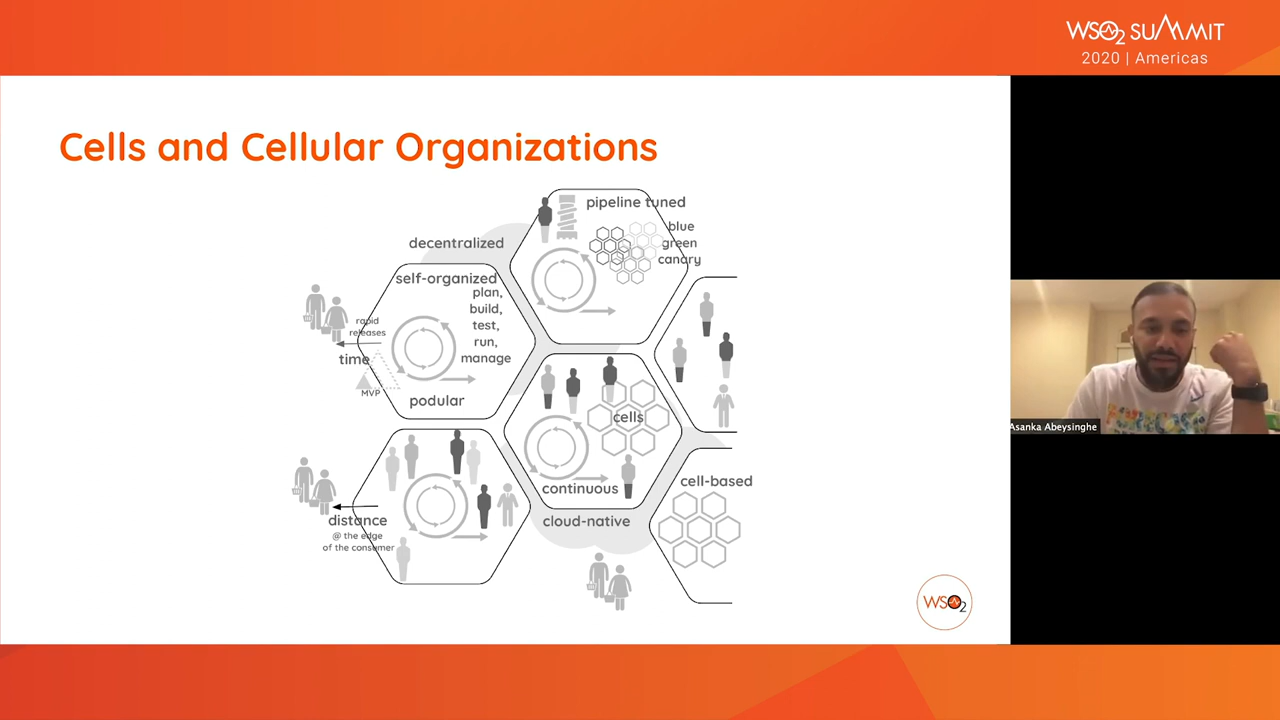 WSO2 SUMMIT
2020 | Americas
Cells and Cellular Organizations
pipeline tuned
blue
green
canary
decentralized
self-organized
plan,
build,
test,
run,
manage
rapid
releases
time
MVP
podular
cells
continuous
cloud-native
cell-based
distance
@ the edge
of the consumer
Asanka Abeysinghe
WSO2